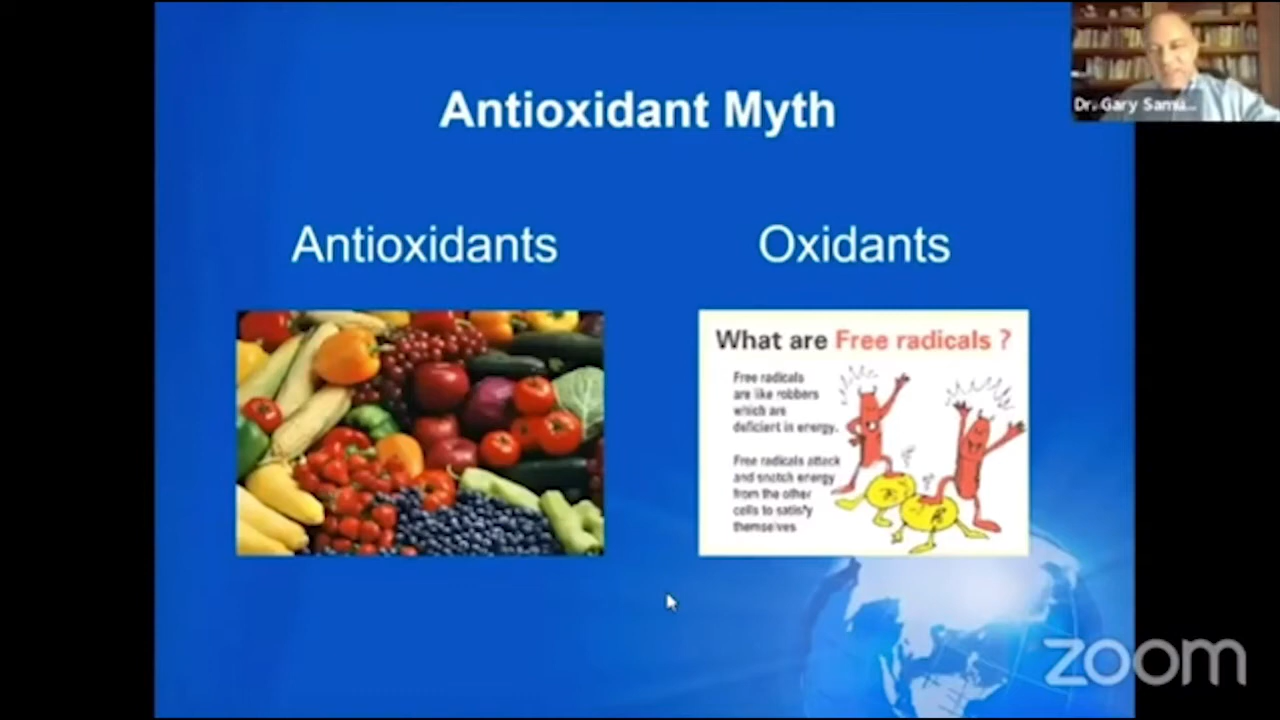 Antioxidant Myth
Dr. Gary Samu...
Antioxidants
Oxidants
What are Free radicals ?
Free radicals
are like robbers
which are
deficient in energy.
Free radicals attack
and snatch energy
from the other
cells to satisfy
themselves
zoom